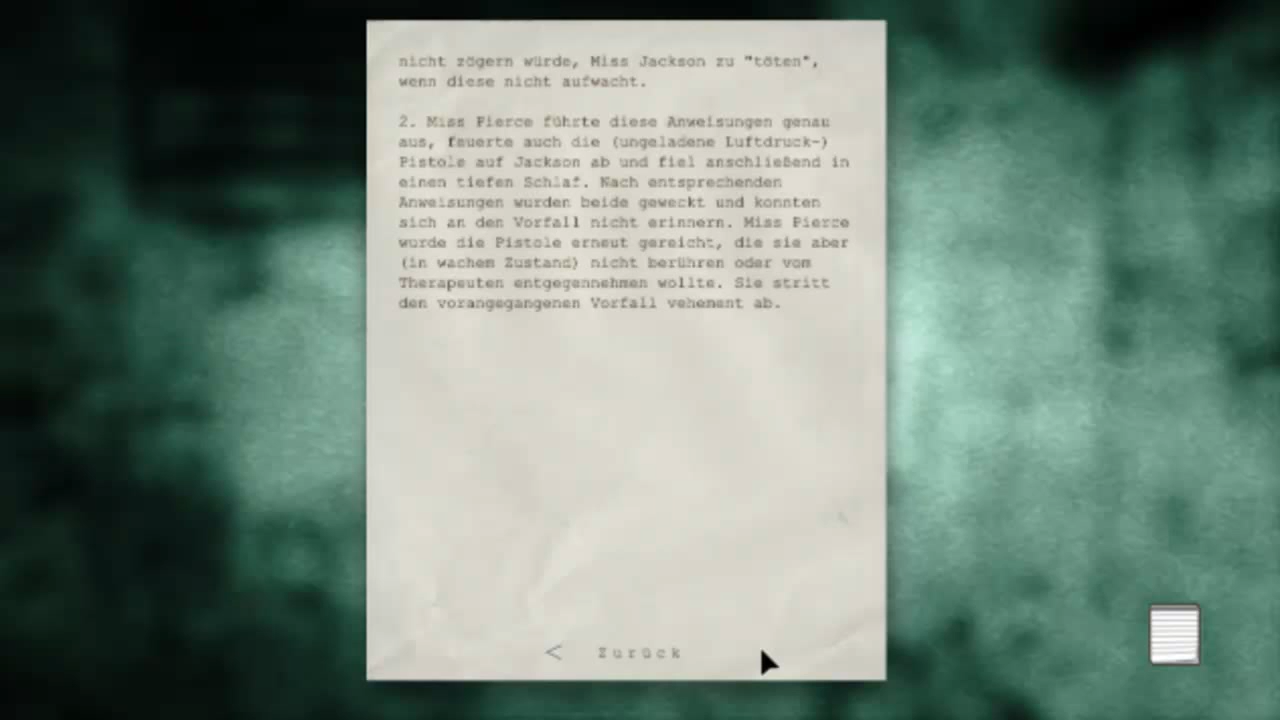 nicht zögern würde, Miss Jackson zu "töten",
wenn diese nicht aufwacht.
2. Miss Pierce führte diese Anweisungen genau
aus, feuerte auch die (ungeladene Luftdruck-)
Pistole auf Jackson ab und fiel anschließend in
einen tiefen Schlaf. Nach entsprechenden
Anweisungen wurden beide geweckt und konnten
sich an den Vorfall nicht erinnern. Miss Pierce
wurde die Pistole erneut gereicht, die sie aber
(in wachem Zustand) nicht berühren oder vom
Therapeuten entgegennehmen wollte. Sie stritt
den vorangegangenen Vorfall vehement ab.
< Zurück